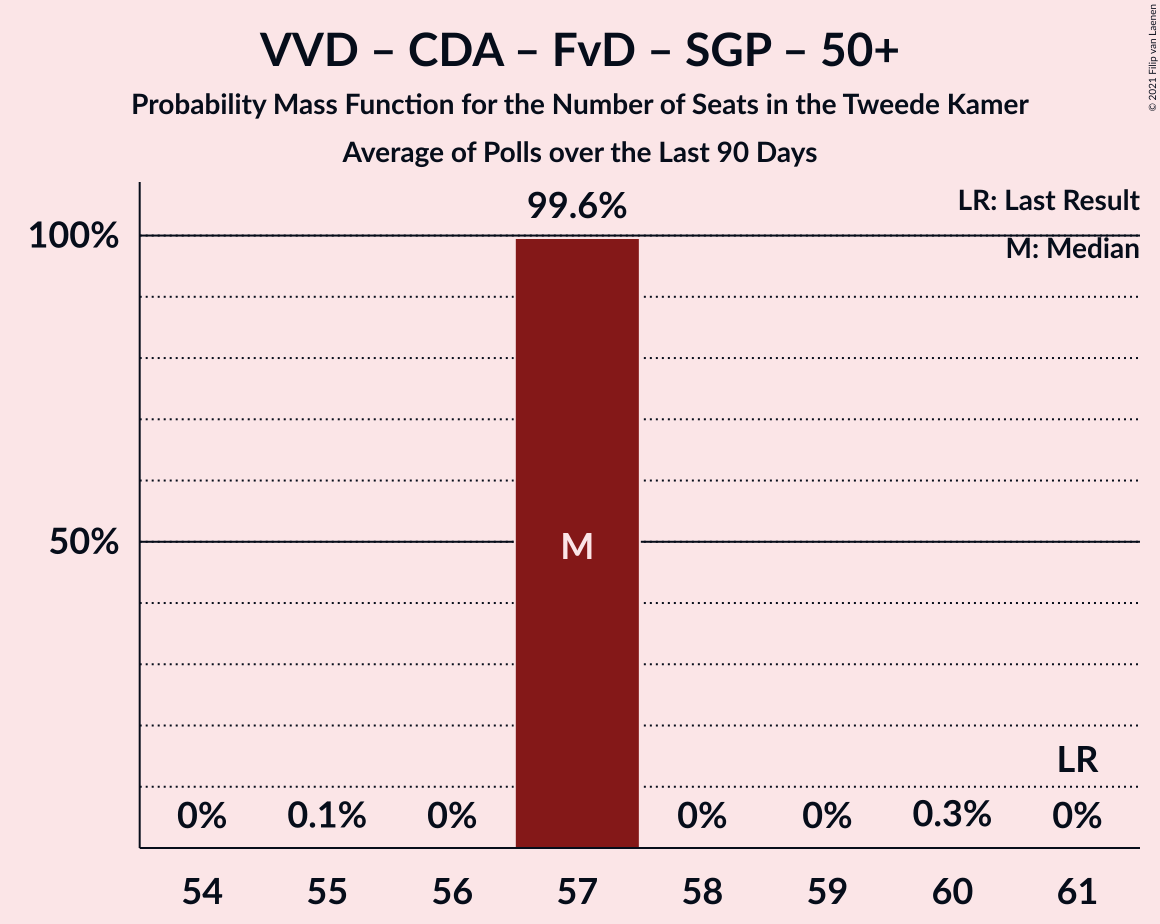 VVD – CDA – FvD – SGP – 50+
Probability Mass Function for the Number of Seats in the Tweede Kamer
Average of Polls over the Last 90 Days
© 2021 Filip van Laenen
99.6%
LR: Last Result
100%
M: Median
50%
M
LR
0% 0.1% 0% 0% 0% 0.3% 0%
54 55 56 57 58 59 60 61